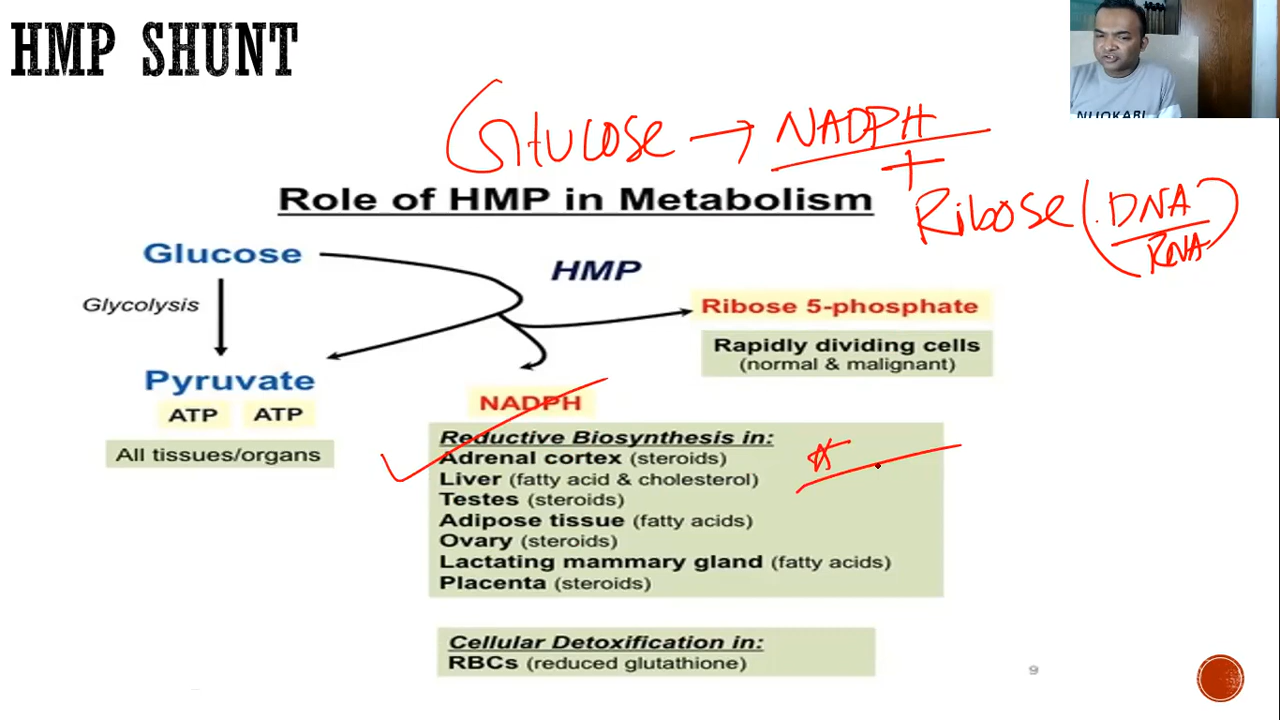 HMP SHUNT
Glucose → NADPH
+
Ribose (DNA
RNA)
Role of HMP in Metabolism
Glucose
HMP
Glycolysis
Ribose 5-phosphate
Rapidly dividing cells
(normal & malignant)
Pyruvate
ATP ATP
All tissues/organs
NADPH
Reductive Biosynthesis in:
Adrenal cortex (steroids)
Liver (fatty acid & cholesterol)
Testes (steroids)
Adipose tissue (fatty acids)
Ovary (steroids)
Lactating mammary gland (fatty acids)
Placenta (steroids)
Cellular Detoxification in:
RBCs (reduced glutathione)
9